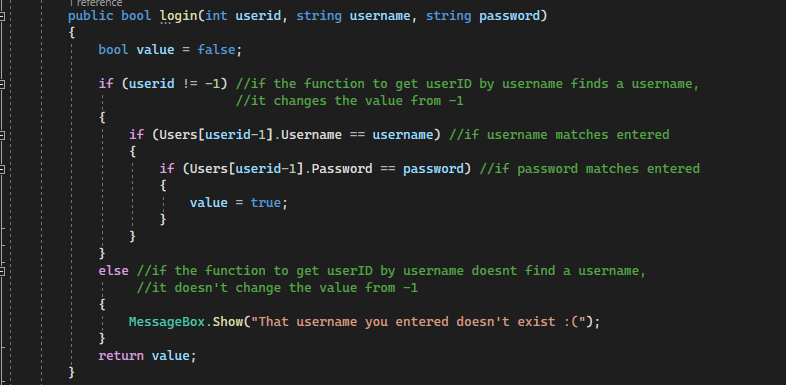 1 reference
public bool login(int userid, string username, string password)
{
bool value = false;
if (userid != -1) //if the function to get userID by username finds a username,
//it changes the value from -1
{
if (Users[userid-1].Username == username) //if username matches entered
{
if (Users[userid-1].Password == password) //if password matches entered
{
value = true;
}
}
}
else //if the function to get userID by username doesnt find a username,
//it doesn't change the value from -1
{
MessageBox.Show("That username you entered doesn't exist :(");
}
return value;
}